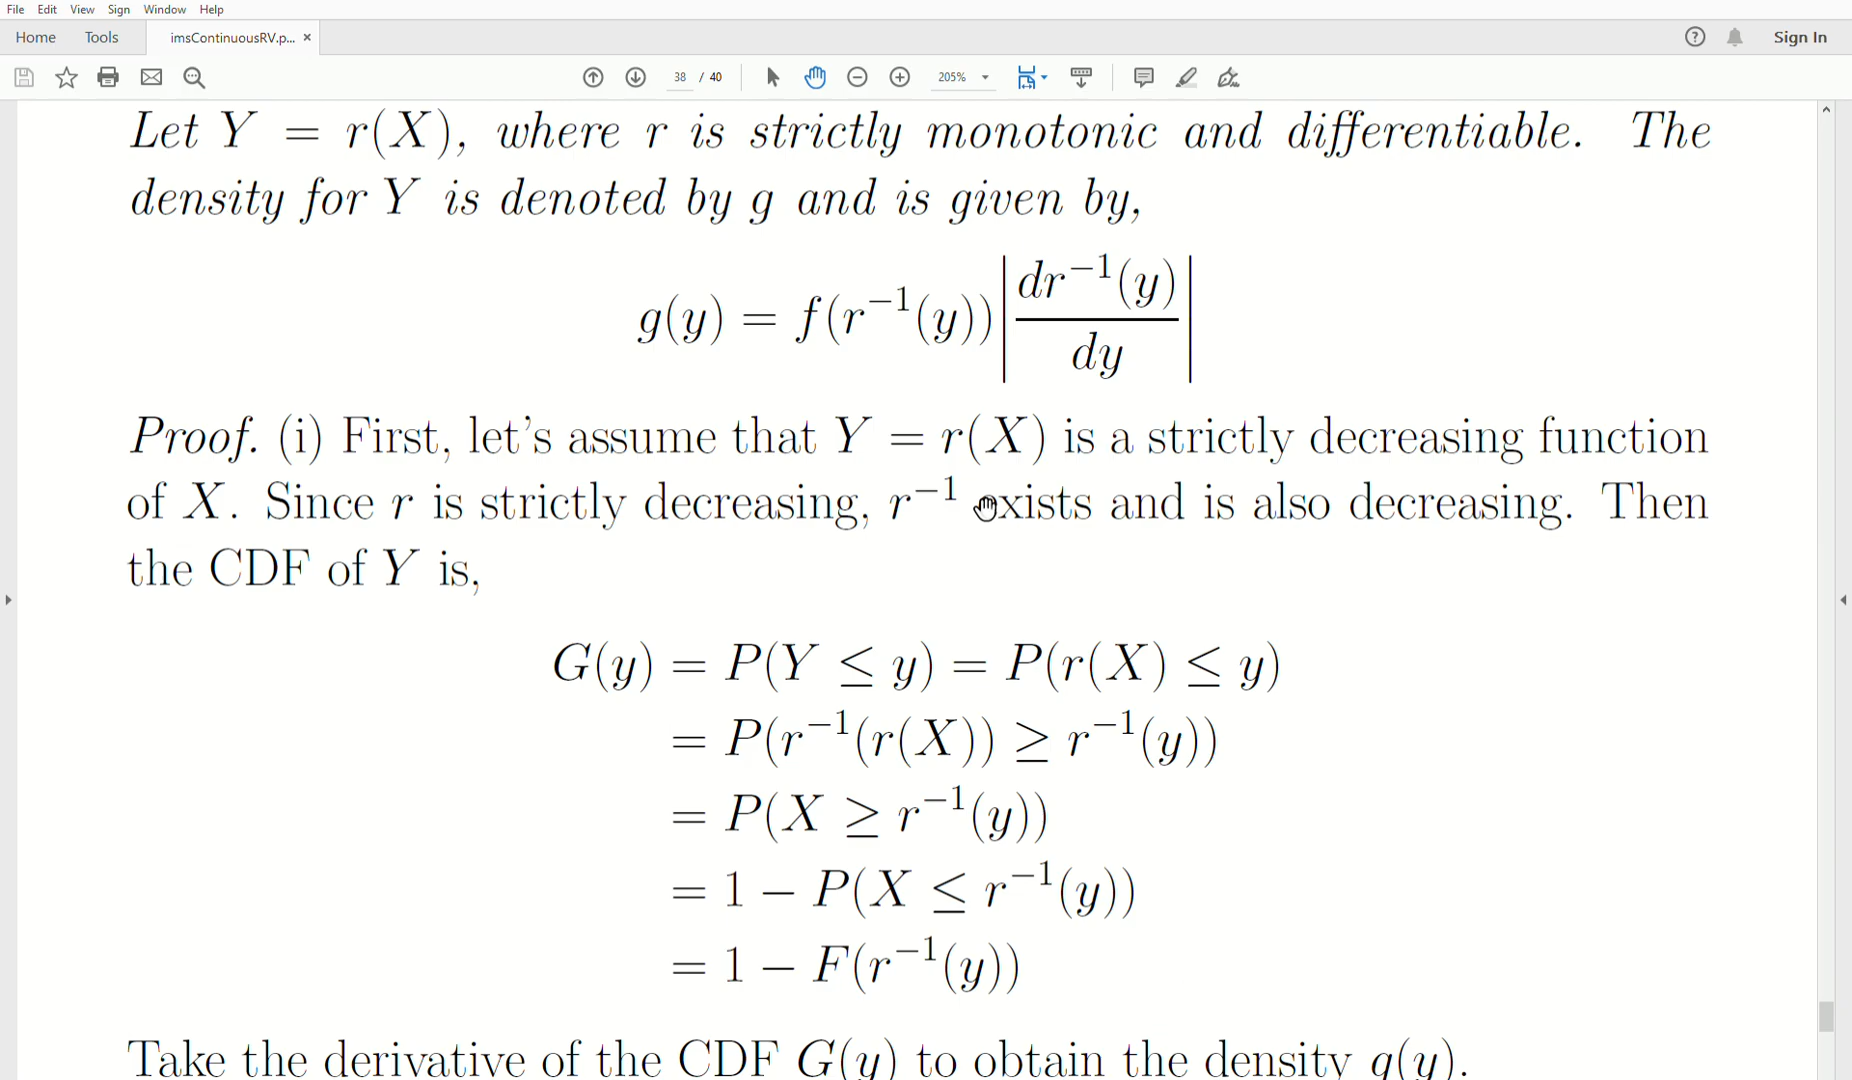 File Edit View Sign Window Help
Home Tools imsContinuousRV.p... × Sign In
38 / 40 205%
Let Y = r(X), where r is strictly monotonic and differentiable. The
density for Y is denoted by g and is given by,
g(y) = f(r⁻¹(y)) | dr⁻¹(y) / dy |
Proof. (i) First, let's assume that Y = r(X) is a strictly decreasing function
of X. Since r is strictly decreasing, r⁻¹ exists and is also decreasing. Then
the CDF of Y is,
G(y) = P(Y ≤ y) = P(r(X) ≤ y)
= P(r⁻¹(r(X)) ≥ r⁻¹(y))
= P(X ≥ r⁻¹(y))
= 1 − P(X ≤ r⁻¹(y))
= 1 − F(r⁻¹(y))
Take the derivative of the CDF G(y) to obtain the density g(y).